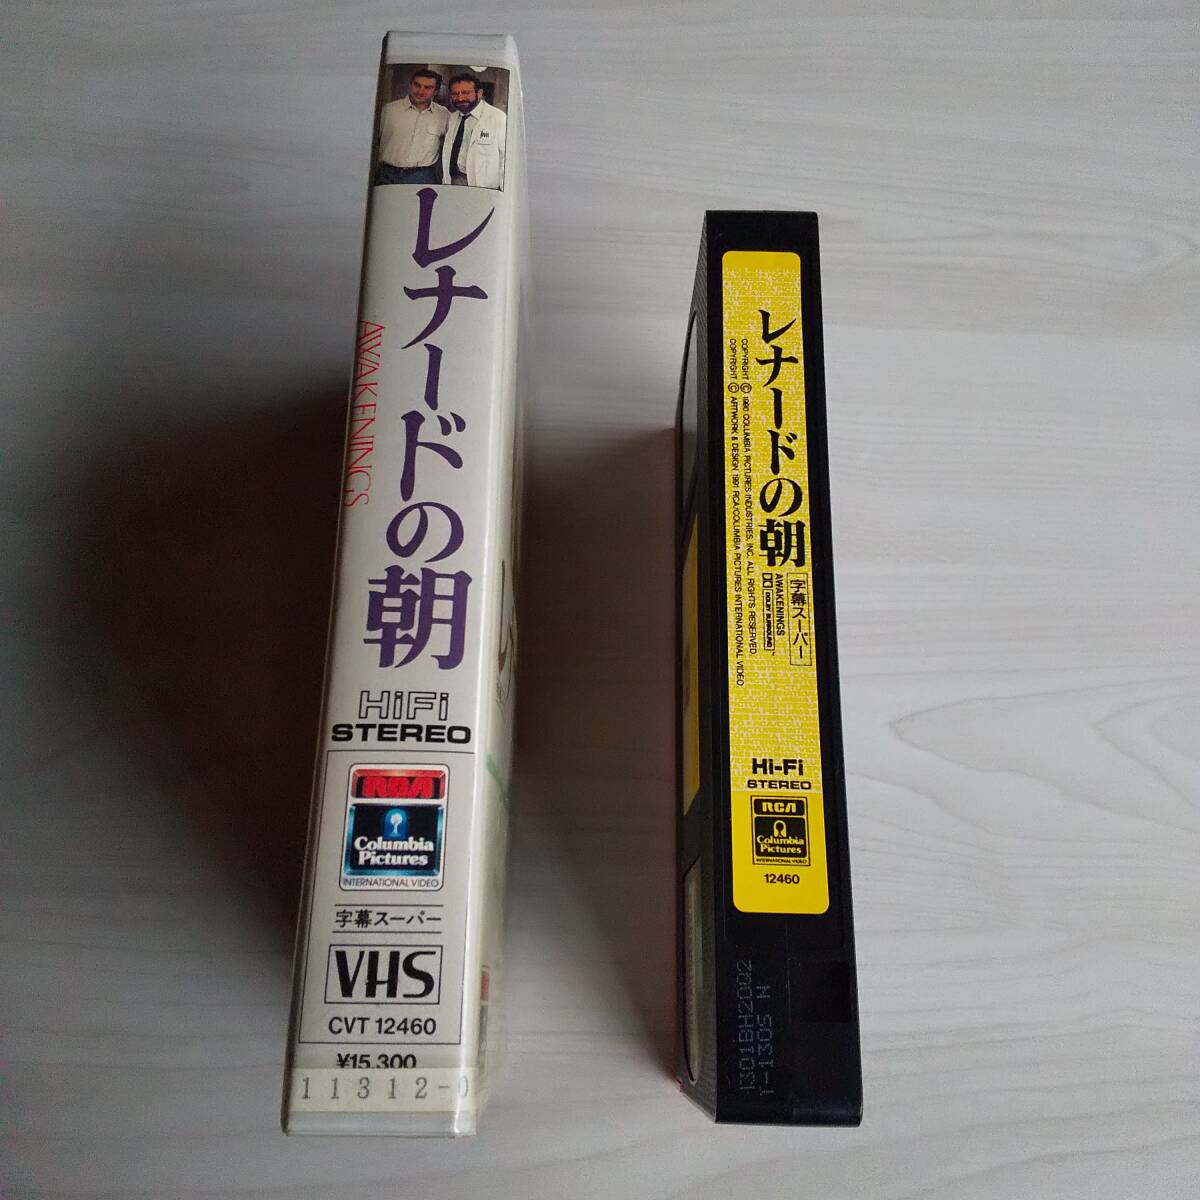 レナードの朝
AWAKENINGS
HiFi
STEREO
RCA
Columbia
Pictures
INTERNATIONAL VIDEO
字幕スーパー
VHS
CVT 12460
¥15,300
11312-0
レナードの朝
字幕スーパー
AWAKENINGS
DOLBY SURROUND TM
COPYRIGHT © 1990 COLUMBIA PICTURES INDUSTRIES, INC. ALL RIGHTS RESERVED.
COPYRIGHT © ARTWORK & DESIGN 1991 RCA/COLUMBIA PICTURES INTERNATIONAL VIDEO
Hi-Fi
STEREO
RCA
Columbia
Pictures
INTERNATIONAL VIDEO
12460
1301BH20Q2
T-130S N